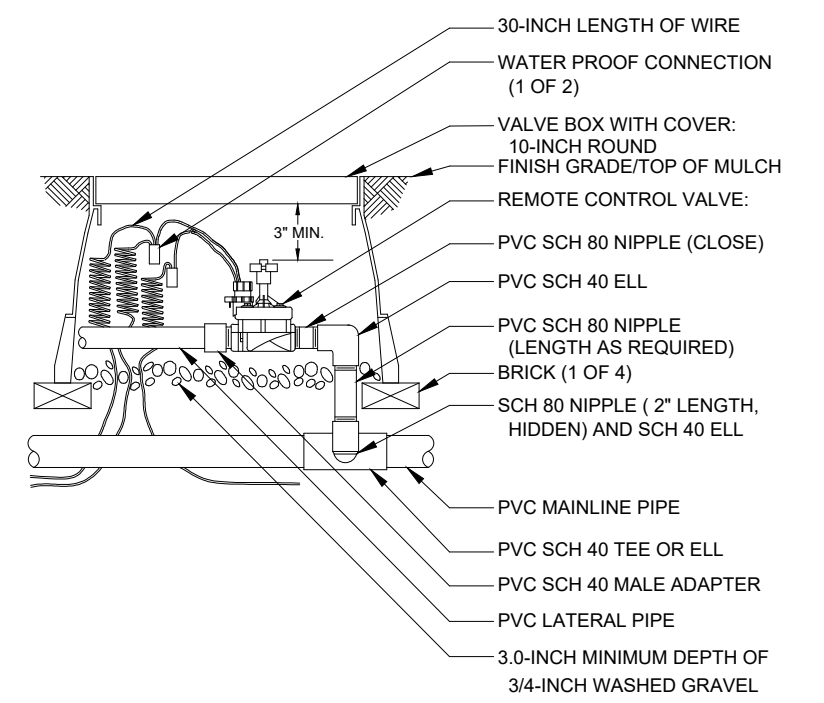 30-INCH LENGTH OF WIRE
WATER PROOF CONNECTION
(1 OF 2)
VALVE BOX WITH COVER:
10-INCH ROUND
FINISH GRADE/TOP OF MULCH
REMOTE CONTROL VALVE:
3" MIN.
PVC SCH 80 NIPPLE (CLOSE)
PVC SCH 40 ELL
PVC SCH 80 NIPPLE
(LENGTH AS REQUIRED)
BRICK (1 OF 4)
SCH 80 NIPPLE ( 2" LENGTH,
HIDDEN) AND SCH 40 ELL
PVC MAINLINE PIPE
PVC SCH 40 TEE OR ELL
PVC SCH 40 MALE ADAPTER
PVC LATERAL PIPE
3.0-INCH MINIMUM DEPTH OF
3/4-INCH WASHED GRAVEL